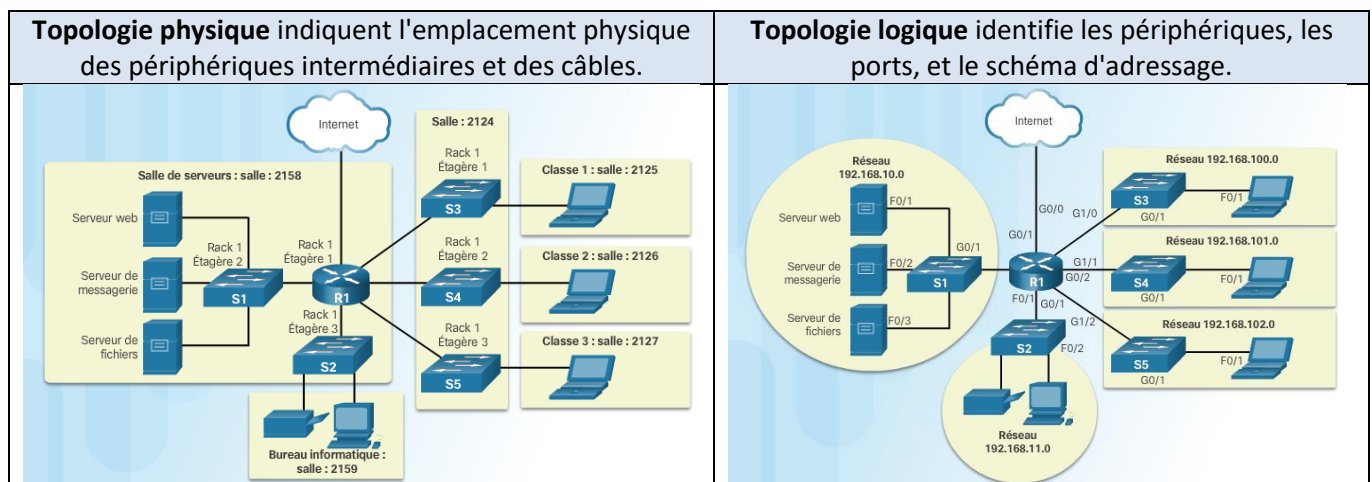 Topologie physique indiquent l'emplacement physique
des périphériques intermédiaires et des câbles.
Internet
Salle : 2124
Rack 1
Étagère 1
Salle de serveurs : salle : 2158
Classe 1 : salle : 2125
S3
Serveur web
Rack 1
Étagère 2
Rack 1
Étagère 1
Rack 1
Étagère 2
Classe 2 : salle : 2126
Serveur de
messagerie
S1
R1
S4
Rack 1
Étagère 3
Rack 1
Étagère 3
Serveur de
fichiers
Classe 3 : salle : 2127
S2
S5
Bureau informatique :
salle : 2159
Topologie logique identifie les périphériques, les
ports, et le schéma d'adressage.
Internet
Réseau
192.168.10.0
Réseau 192.168.100.0
F0/1
S3
F0/1
Serveur web
G0/0
G1/0
G0/1
G0/1
G0/1
Réseau 192.168.101.0
Serveur de
messagerie
F0/2
G1/1
S1
R1
G0/2
S4
F0/1
F0/1
G0/1
G0/1
Serveur de
fichiers
F0/3
G1/2
Réseau 192.168.102.0
S2
F0/2
S5
F0/1
G0/1
Réseau
192.168.11.0